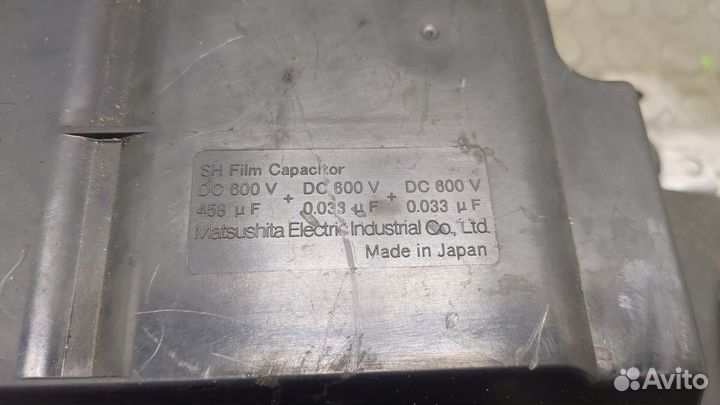 SH Film Capacitor
DC 600 V + DC 600 V + DC 600 V
458 µF 0.033 µF 0.033 µF
Matsushita Electric Industrial Co., Ltd.
Made in Japan
Avito